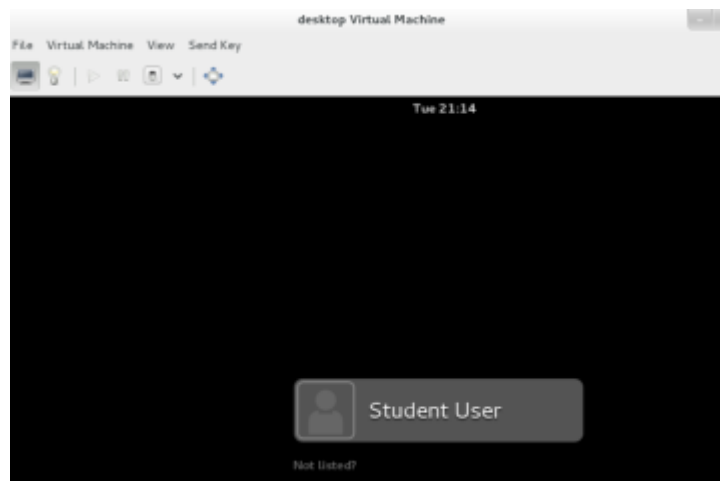 desktop Virtual Machine
File Virtual Machine View Send Key
Tue 21:14
Student User
Not listed?